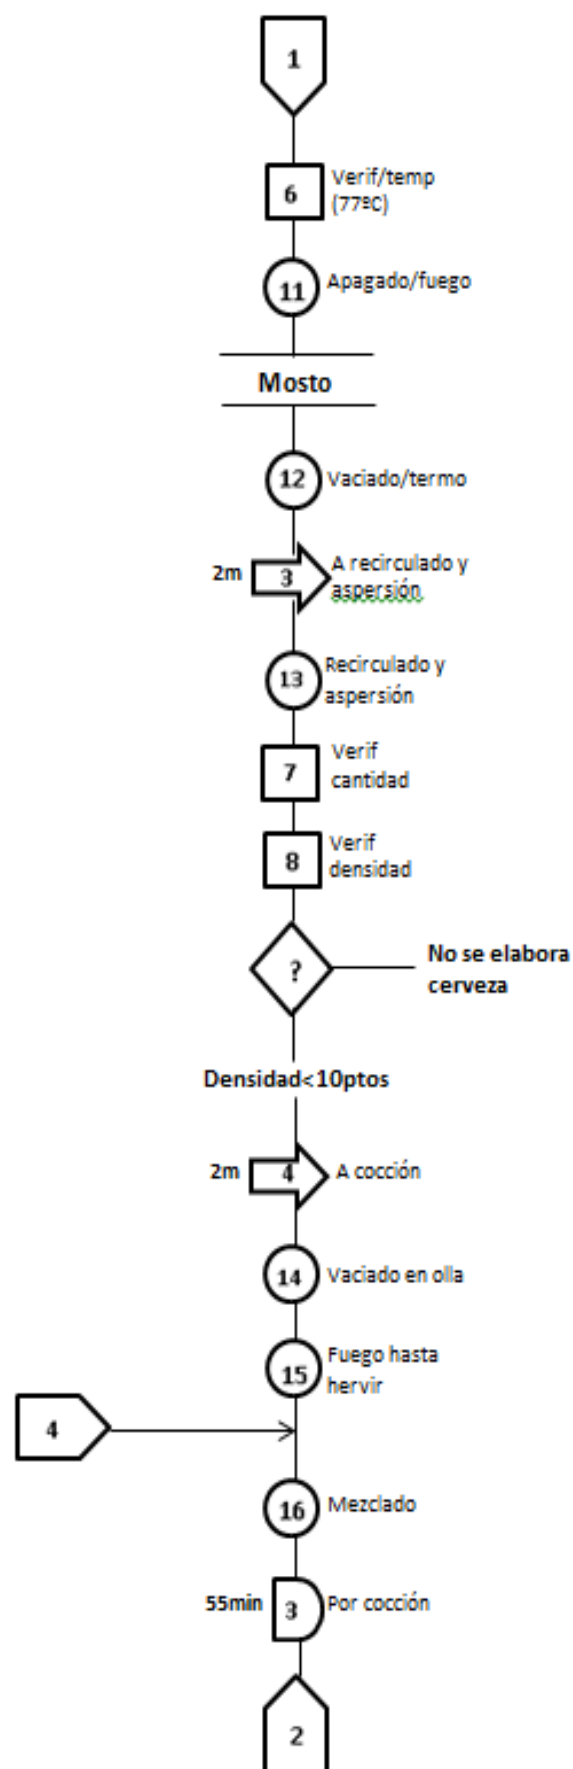 1
6
Verif/temp
(77ºC)
11
Apagado/fuego
Mosto
12
Vaciado/termo
2m
3
A recirculado y
aspersión
13
Recirculado y
aspersión
7
Verif
cantidad
8
Verif
densidad
?
No se elabora
cerveza
Densidad<10ptos
2m
4
A cocción
14
Vaciado en olla
15
Fuego hasta
hervir
4
16
Mezclado
55min
3
Por cocción
2